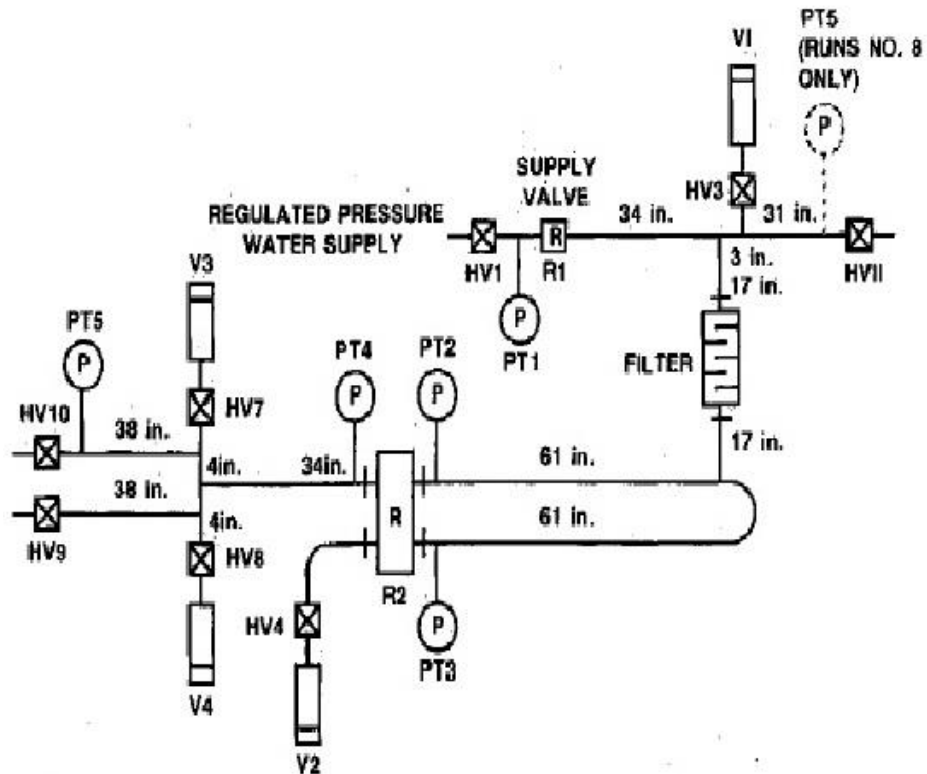 PT5
(RUNS NO. 8
ONLY)
P
V1
HV3
SUPPLY
VALVE
34 in.
31 in.
REGULATED PRESSURE
WATER SUPPLY
R
HV1
R1
3 in.
HVII
17 in.
V3
P
PT1
FILTER
PT5
P
PT4
P
PT2
P
HV10
HV7
17 in.
38 in.
4in.
34in.
61 in.
38 in.
R
61 in.
4in.
HV9
HV8
R2
HV4
P
PT3
V4
V2